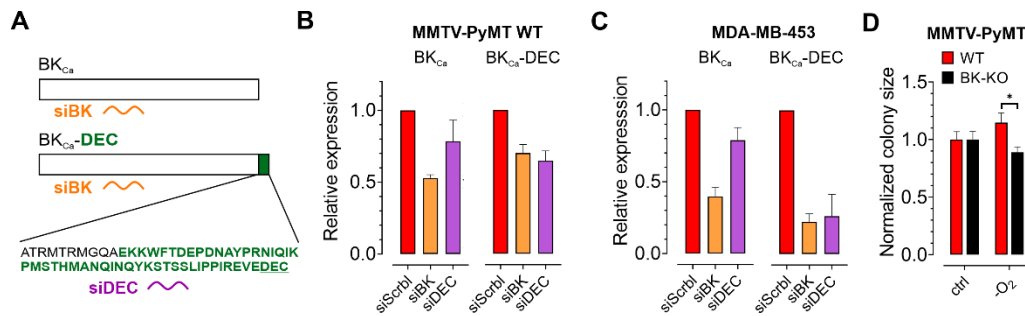 A
BKCa
siBK
BKCa-DEC
siBK
ATRMTRMGQAEKKWFTDEPDNAYPRNIQIK
PMSTHMANQINQYKSTSSLIPPIREVEDEC
siDEC
B
MMTV-PyMT WT
BKCa BKCa-DEC
Relative expression
1.0
0.5
0.0
siScrbl
siBK
siDEC
siScrbl
siBK
siDEC
C
MDA-MB-453
BKCa BKCa-DEC
Relative expression
1.0
0.5
0.0
siScrbl
siBK
siDEC
siScrbl
siBK
siDEC
D
MMTV-PyMT
WT
BK-KO
Normalized colony size
1.5
1.0
0.5
0.0
*
ctrl
-O2